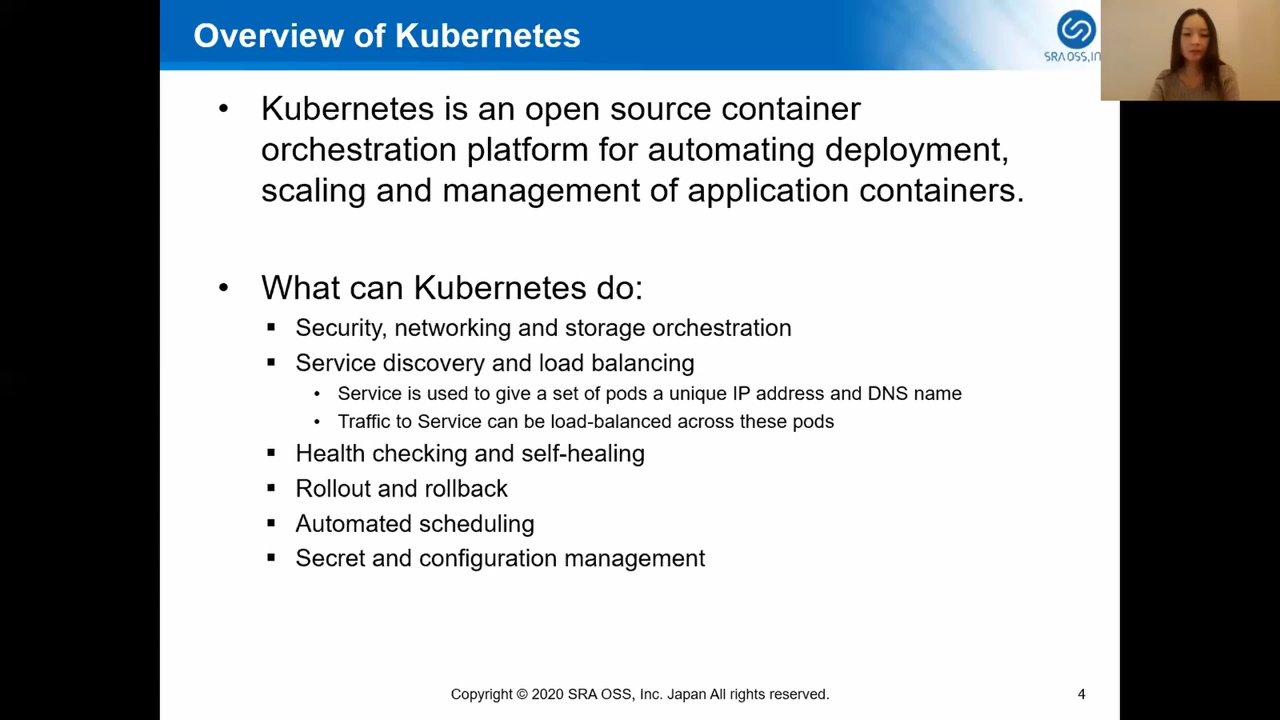 Overview of Kubernetes
SRA OSS, In
• Kubernetes is an open source container
orchestration platform for automating deployment,
scaling and management of application containers.
• What can Kubernetes do:
▪ Security, networking and storage orchestration
▪ Service discovery and load balancing
• Service is used to give a set of pods a unique IP address and DNS name
• Traffic to Service can be load-balanced across these pods
▪ Health checking and self-healing
▪ Rollout and rollback
▪ Automated scheduling
▪ Secret and configuration management
Copyright © 2020 SRA OSS, Inc. Japan All rights reserved.
4